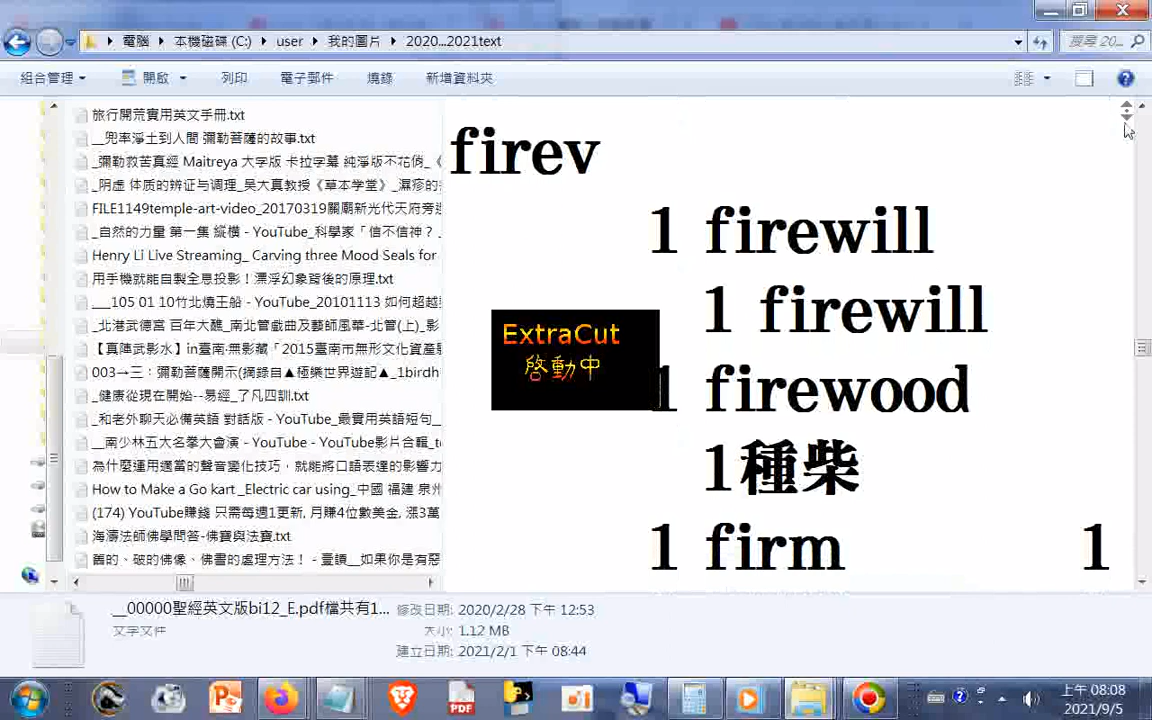 電腦 本機磁碟 (C:) user 我的圖片 2020...2021text 搜尋 20...
組合管理 開啟 列印 電子郵件 燒錄 新增資料夾
旅行開荒實用英文手冊.txt
__兜率淨土到人間 彌勒菩薩的故事.txt
_彌勒救苦真經 Maitreya 大字版 卡拉字幕 純淨版不花俏_《
_阴虚 体质的辨证与调理_吴大真教授《草本学堂》_濕疹的
FILE1149temple-art-video_20170319關廟新光代天府旁
_自然的力量 第一集 縱橫 - YouTube_科學家「信不信神？
Henry Li Live Streaming_ Carving three Mood Seals for
用手機就能自製全息投影！漂浮幻象背後的原理.txt
___105 01 10竹北燒王船 - YouTube_20101113 如何超越
_北港武德宮 百年大醮_南北管戲曲及藝師風華-北管(上)_影
【真陣武影水】in臺南·無影藏「2015臺南市無形文化資產
003→三：彌勒菩薩開示(摘錄自▲極樂世界遊記▲_1birdh
_健康從現在開始--易經_了凡四訓.txt
_和老外聊天必備英語 對話版 - YouTube_最實用英語短句
__南少林五大名拳大會演 - YouTube - YouTube影片合輯_t
為什麼運用適當的聲音變化技巧，就能將口語表達的影響力
How to Make a Go kart _Electric car using_中國 福建 泉州
(174) YouTube賺錢 只需每週1更新, 月賺4位數美金, 漲3萬
海濤法師佛學問答-佛寶與法寶.txt
舊的、破的佛像、佛書的處理方法！ - 壹讀__如果你是有惡
firev
1 firewill
1 firewill
ExtraCut
啓動中
1 firewood
1種柴
1 firm 1
__00000聖經英文版bi12_E.pdf檔共有1... 修改日期: 2020/2/28 下午 12:53
文字文件 大小: 1.12 MB
建立日期: 2021/2/1 下午 08:44
上午 08:08
2021/9/5